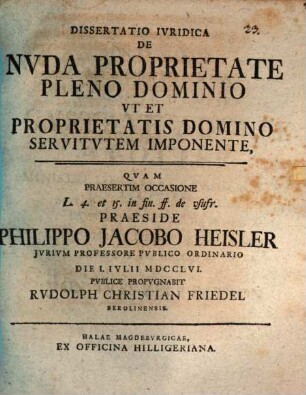 23.
DISSERTATIO IVRIDICA
DE
NVDA PROPRIETATE
PLENO DOMINIO
VT ET
PROPRIETATIS DOMINO
SERVITVTEM IMPONENTE,
QVAM
PRAESERTIM OCCASIONE
L. 4. et 15. in fin. ff. de vsufr.
PRAESIDE
PHILIPPO JACOBO HEISLER
JVRIVM PROFESSORE PVBLICO ORDINARIO
DIE I. IVLII MDCCLVI.
PVBLICE PROPVGNABIT
RVDOLPH CHRISTIAN FRIEDEL
BEROLINENSIS.
HALAE MAGDEBVRGICAE,
EX OFFICINA HILLIGERIANA.